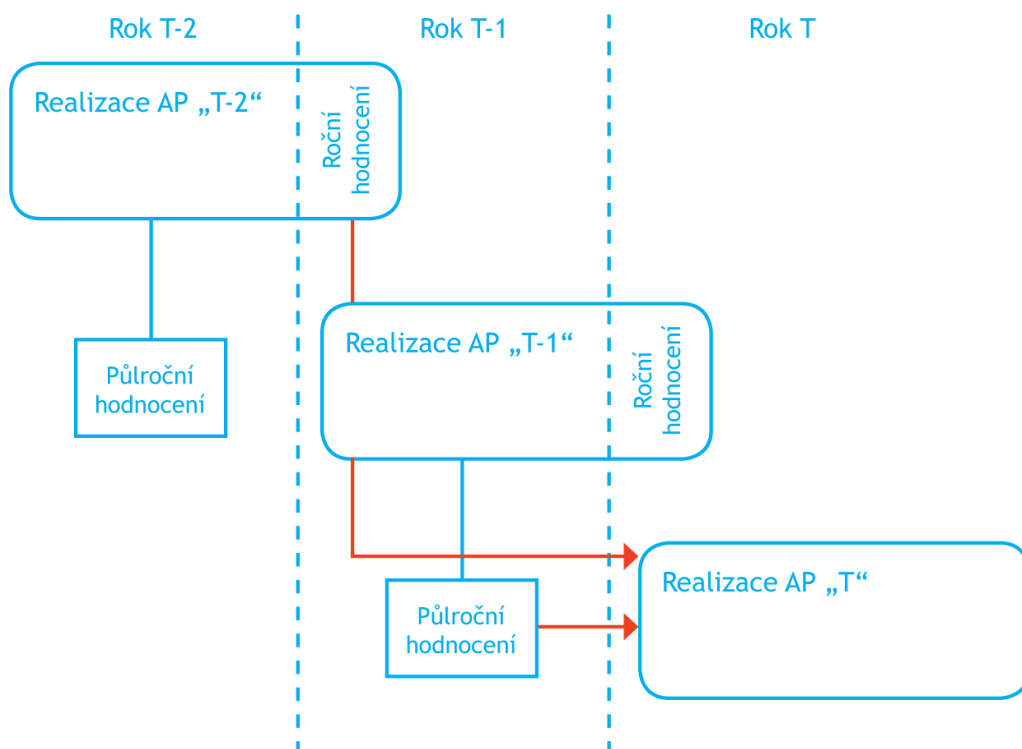 Rok T-2
Rok T-1
Rok T
Realizace AP „T-2“
Roční
hodnocení
Půlroční
hodnocení
Realizace AP „T-1“
Roční
hodnocení
Půlroční
hodnocení
Realizace AP „T“